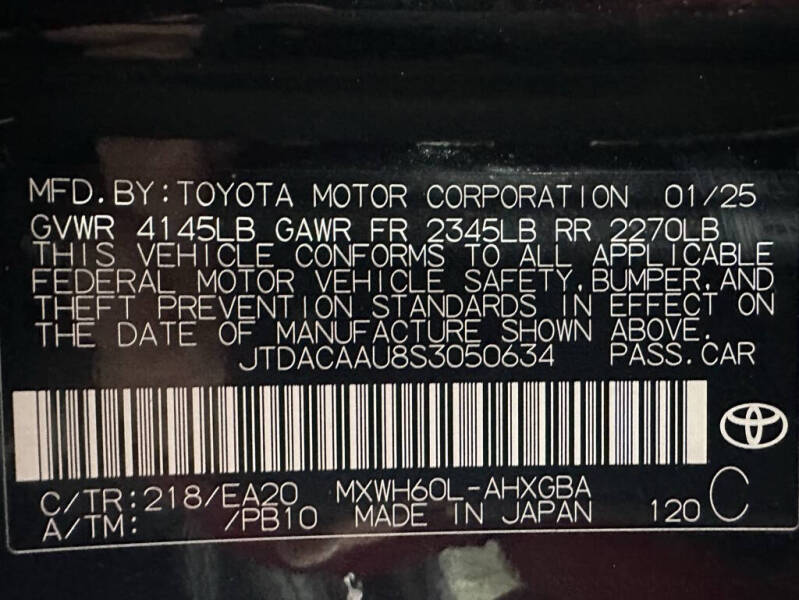 MFD. BY: TOYOTA MOTOR CORPORATION 01/25
GVWR 4145LB GAWR FR 2345LB RR 2270LB
THIS VEHICLE CONFORMS TO ALL APPLICABLE
FEDERAL MOTOR VEHICLE SAFETY, BUMPER, AND
THEFT PREVENTION STANDARDS IN EFFECT ON
THE DATE OF MANUFACTURE SHOWN ABOVE.
JTDACAAU8S3050634 PASS. CAR
C/TR: 218/EA20 MXWH60L-AHXGBA
A/TM: /PB10 MADE IN JAPAN 120 C